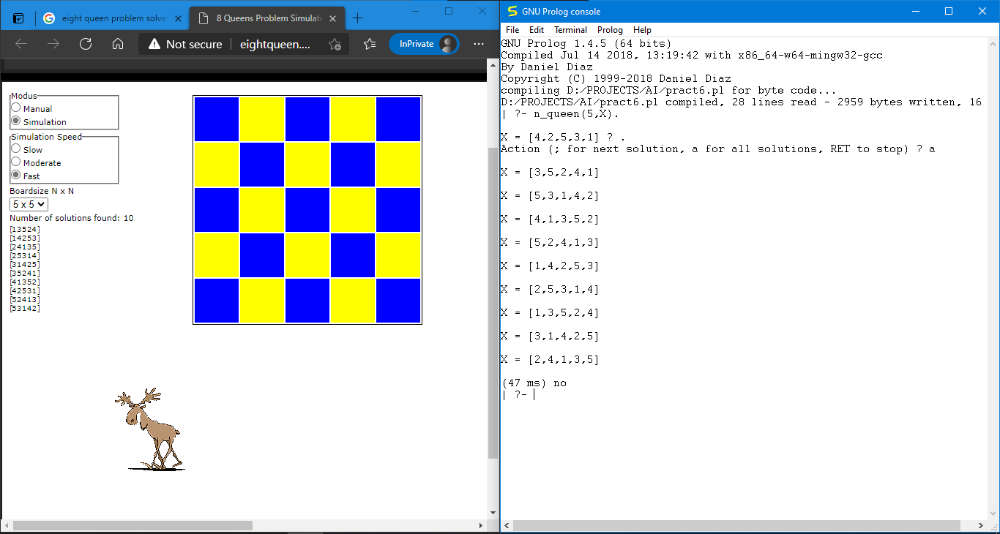 eight queen problem solver
8 Queens Problem Simulati
Not secure
eightqueen....
InPrivate
Modus
Manual
Simulation
Simulation Speed
Slow
Moderate
Fast
Boardsize N x N
5 x 5
Number of solutions found: 10
[13524]
[14253]
[24135]
[25314]
[31425]
[35241]
[41352]
[42531]
[52413]
[53142]
GNU Prolog console
File Edit Terminal Prolog Help
GNU Prolog 1.4.5 (64 bits)
Compiled Jul 14 2018, 13:19:42 with x86_64-w64-mingw32-gcc
By Daniel Diaz
Copyright (C) 1999-2018 Daniel Diaz
compiling D:/PROJECTS/AI/pract6.pl for byte code...
D:/PROJECTS/AI/pract6.pl compiled, 28 lines read - 2959 bytes written, 16
| ?- n_queen(5,X).
X = [4,2,5,3,1] ? .
Action (; for next solution, a for all solutions, RET to stop) ? a
X = [3,5,2,4,1]
X = [5,3,1,4,2]
X = [4,1,3,5,2]
X = [5,2,4,1,3]
X = [1,4,2,5,3]
X = [2,5,3,1,4]
X = [1,3,5,2,4]
X = [3,1,4,2,5]
X = [2,4,1,3,5]
(47 ms) no
| ?-